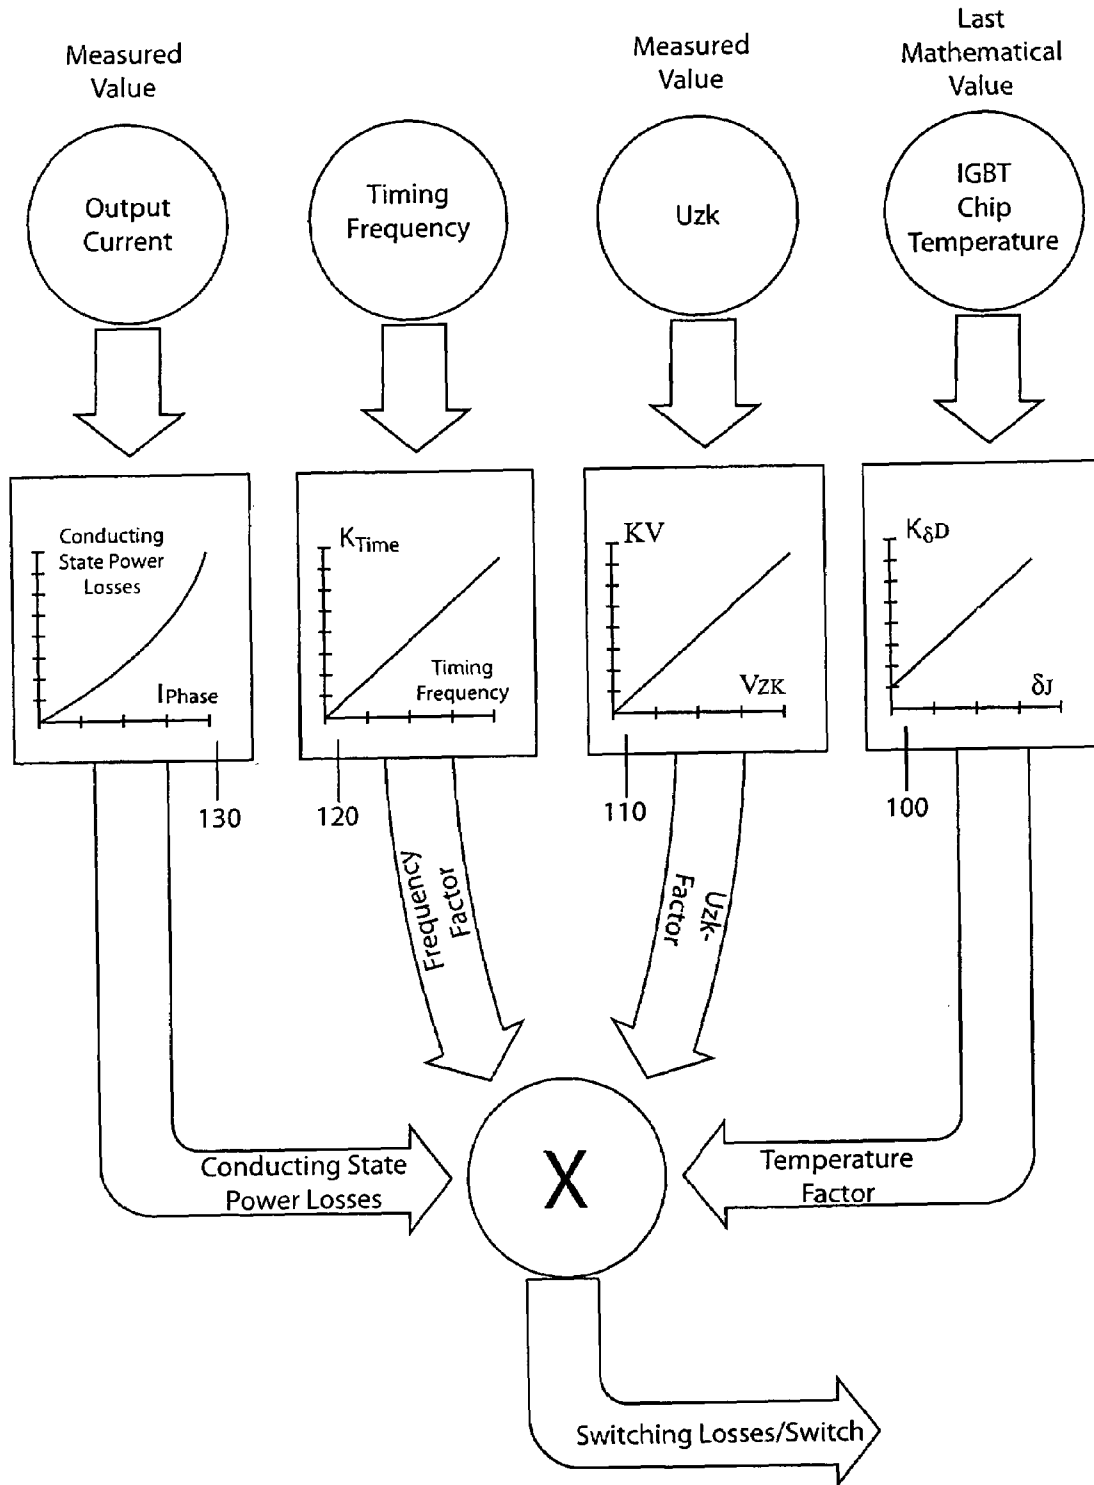 Measured
Value
Measured
Value
Last
Mathematical
Value
Output
Current
Timing
Frequency
Uzk
IGBT
Chip
Temperature
Conducting
State Power
Losses
IPhase
KTime
Timing
Frequency
KV
VZK
KδD
δJ
130
120
110
100
Frequency
Factor
Uzk-
Factor
Conducting State
Power Losses
X
Temperature
Factor
Switching Losses/Switch